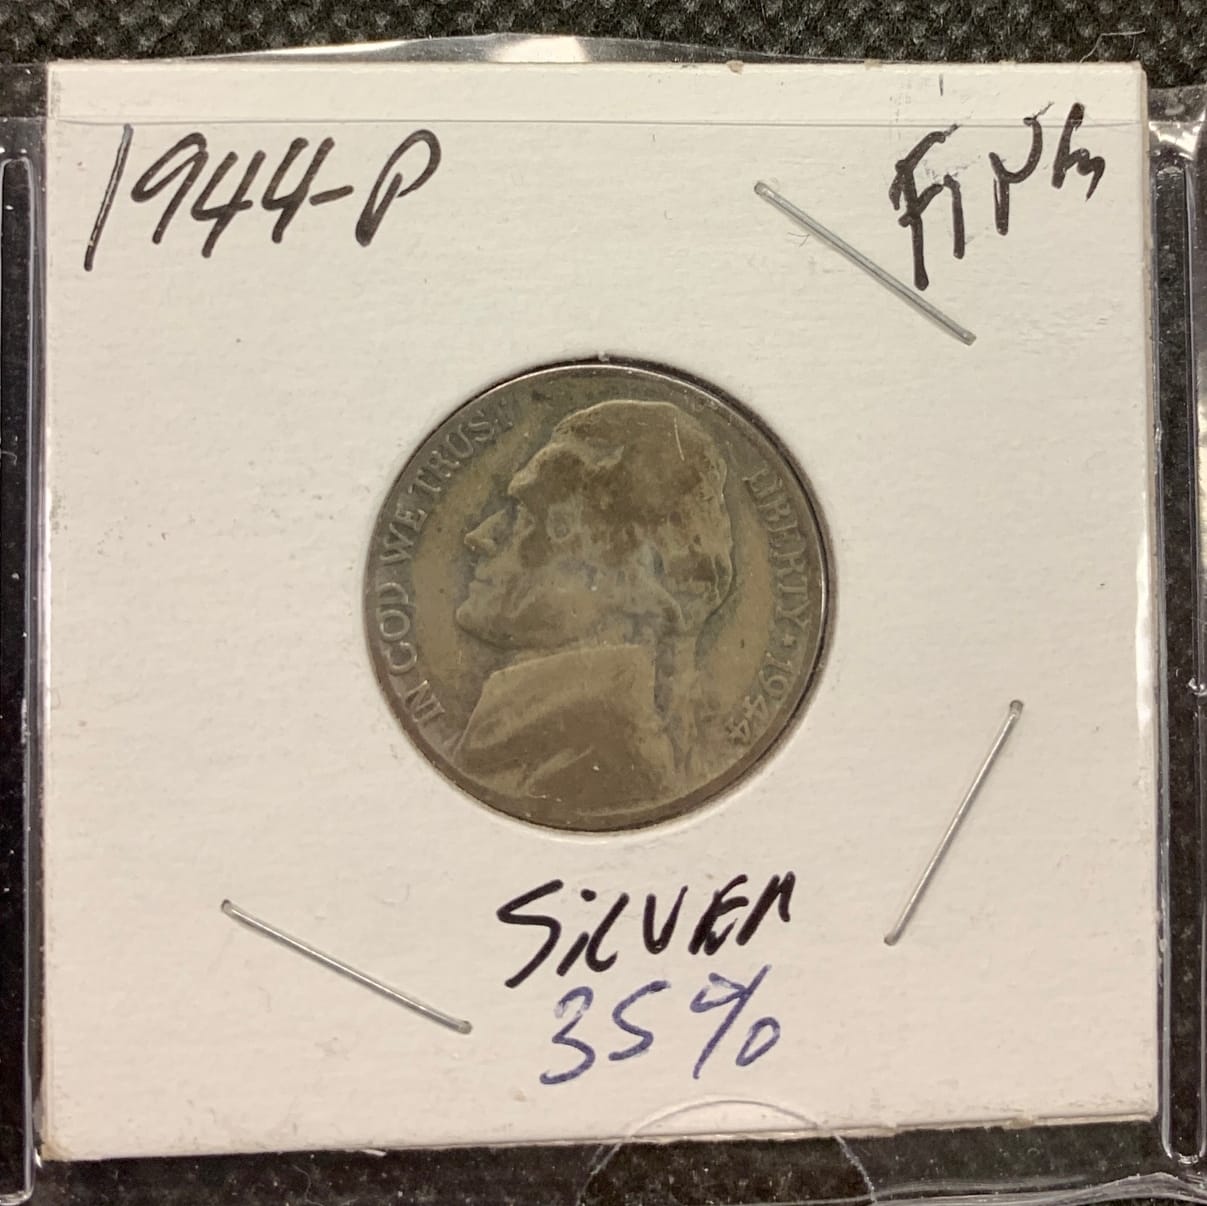 1944-P
IN GOD WE TRUST
LIBERTY ★ 1944
SILVER
35%